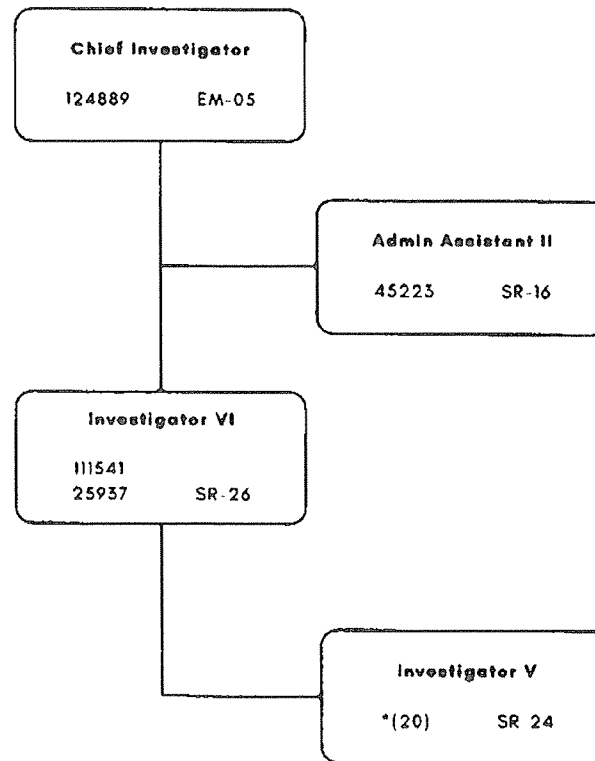 Chief Investigator
124889 EM-05
Admin Assistant II
45223 SR-16
Investigator VI
111541
25937 SR-26
Investigator V
*(20) SR 24